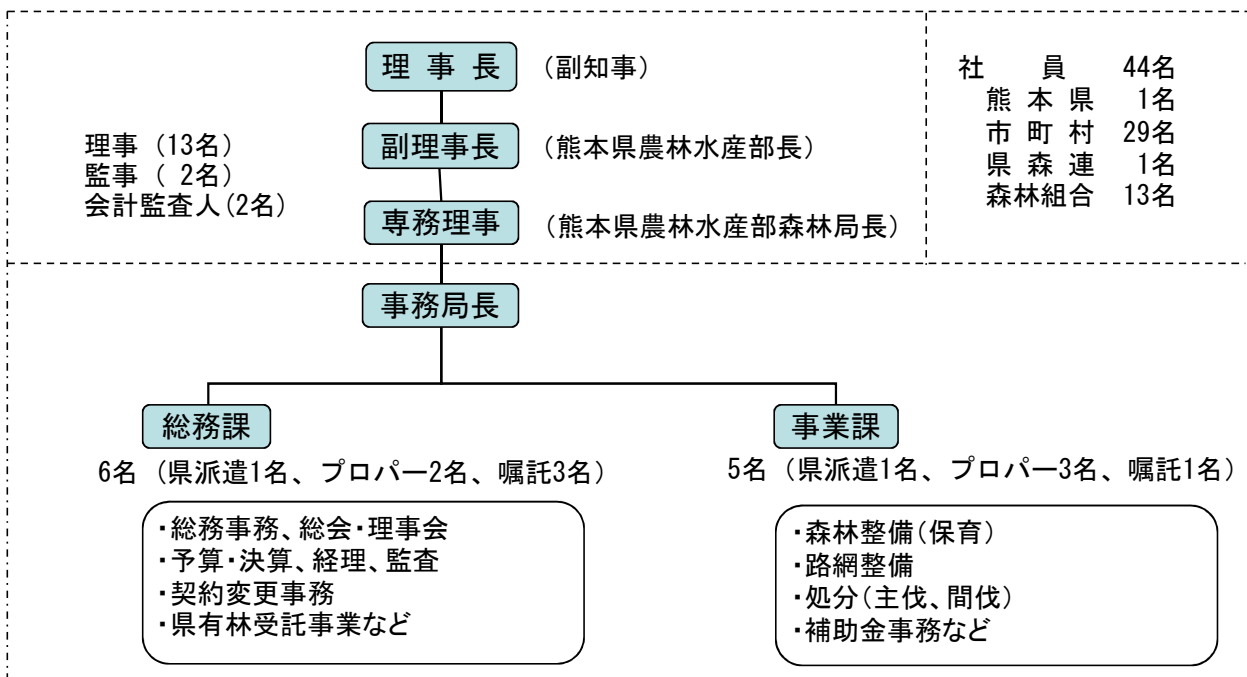 理 事 長 （副知事）
副理事長 （熊本県農林水産部長）
専務理事 （熊本県農林水産部森林局長）
理事 （13名）
監事 （ 2名）
会計監査人(2名）
社　　員　44名
熊 本 県　1名
市 町 村　29名
県 森 連　1名
森林組合　13名
事務局長
総務課
6名 （県派遣1名、プロパー2名、嘱託3名）
・総務事務、総会・理事会
・予算・決算、経理、監査
・契約変更事務
・県有林受託事業など
事業課
5名 （県派遣1名、プロパー3名、嘱託1名）
・森林整備（保育）
・路網整備
・処分（主伐、間伐）
・補助金事務など